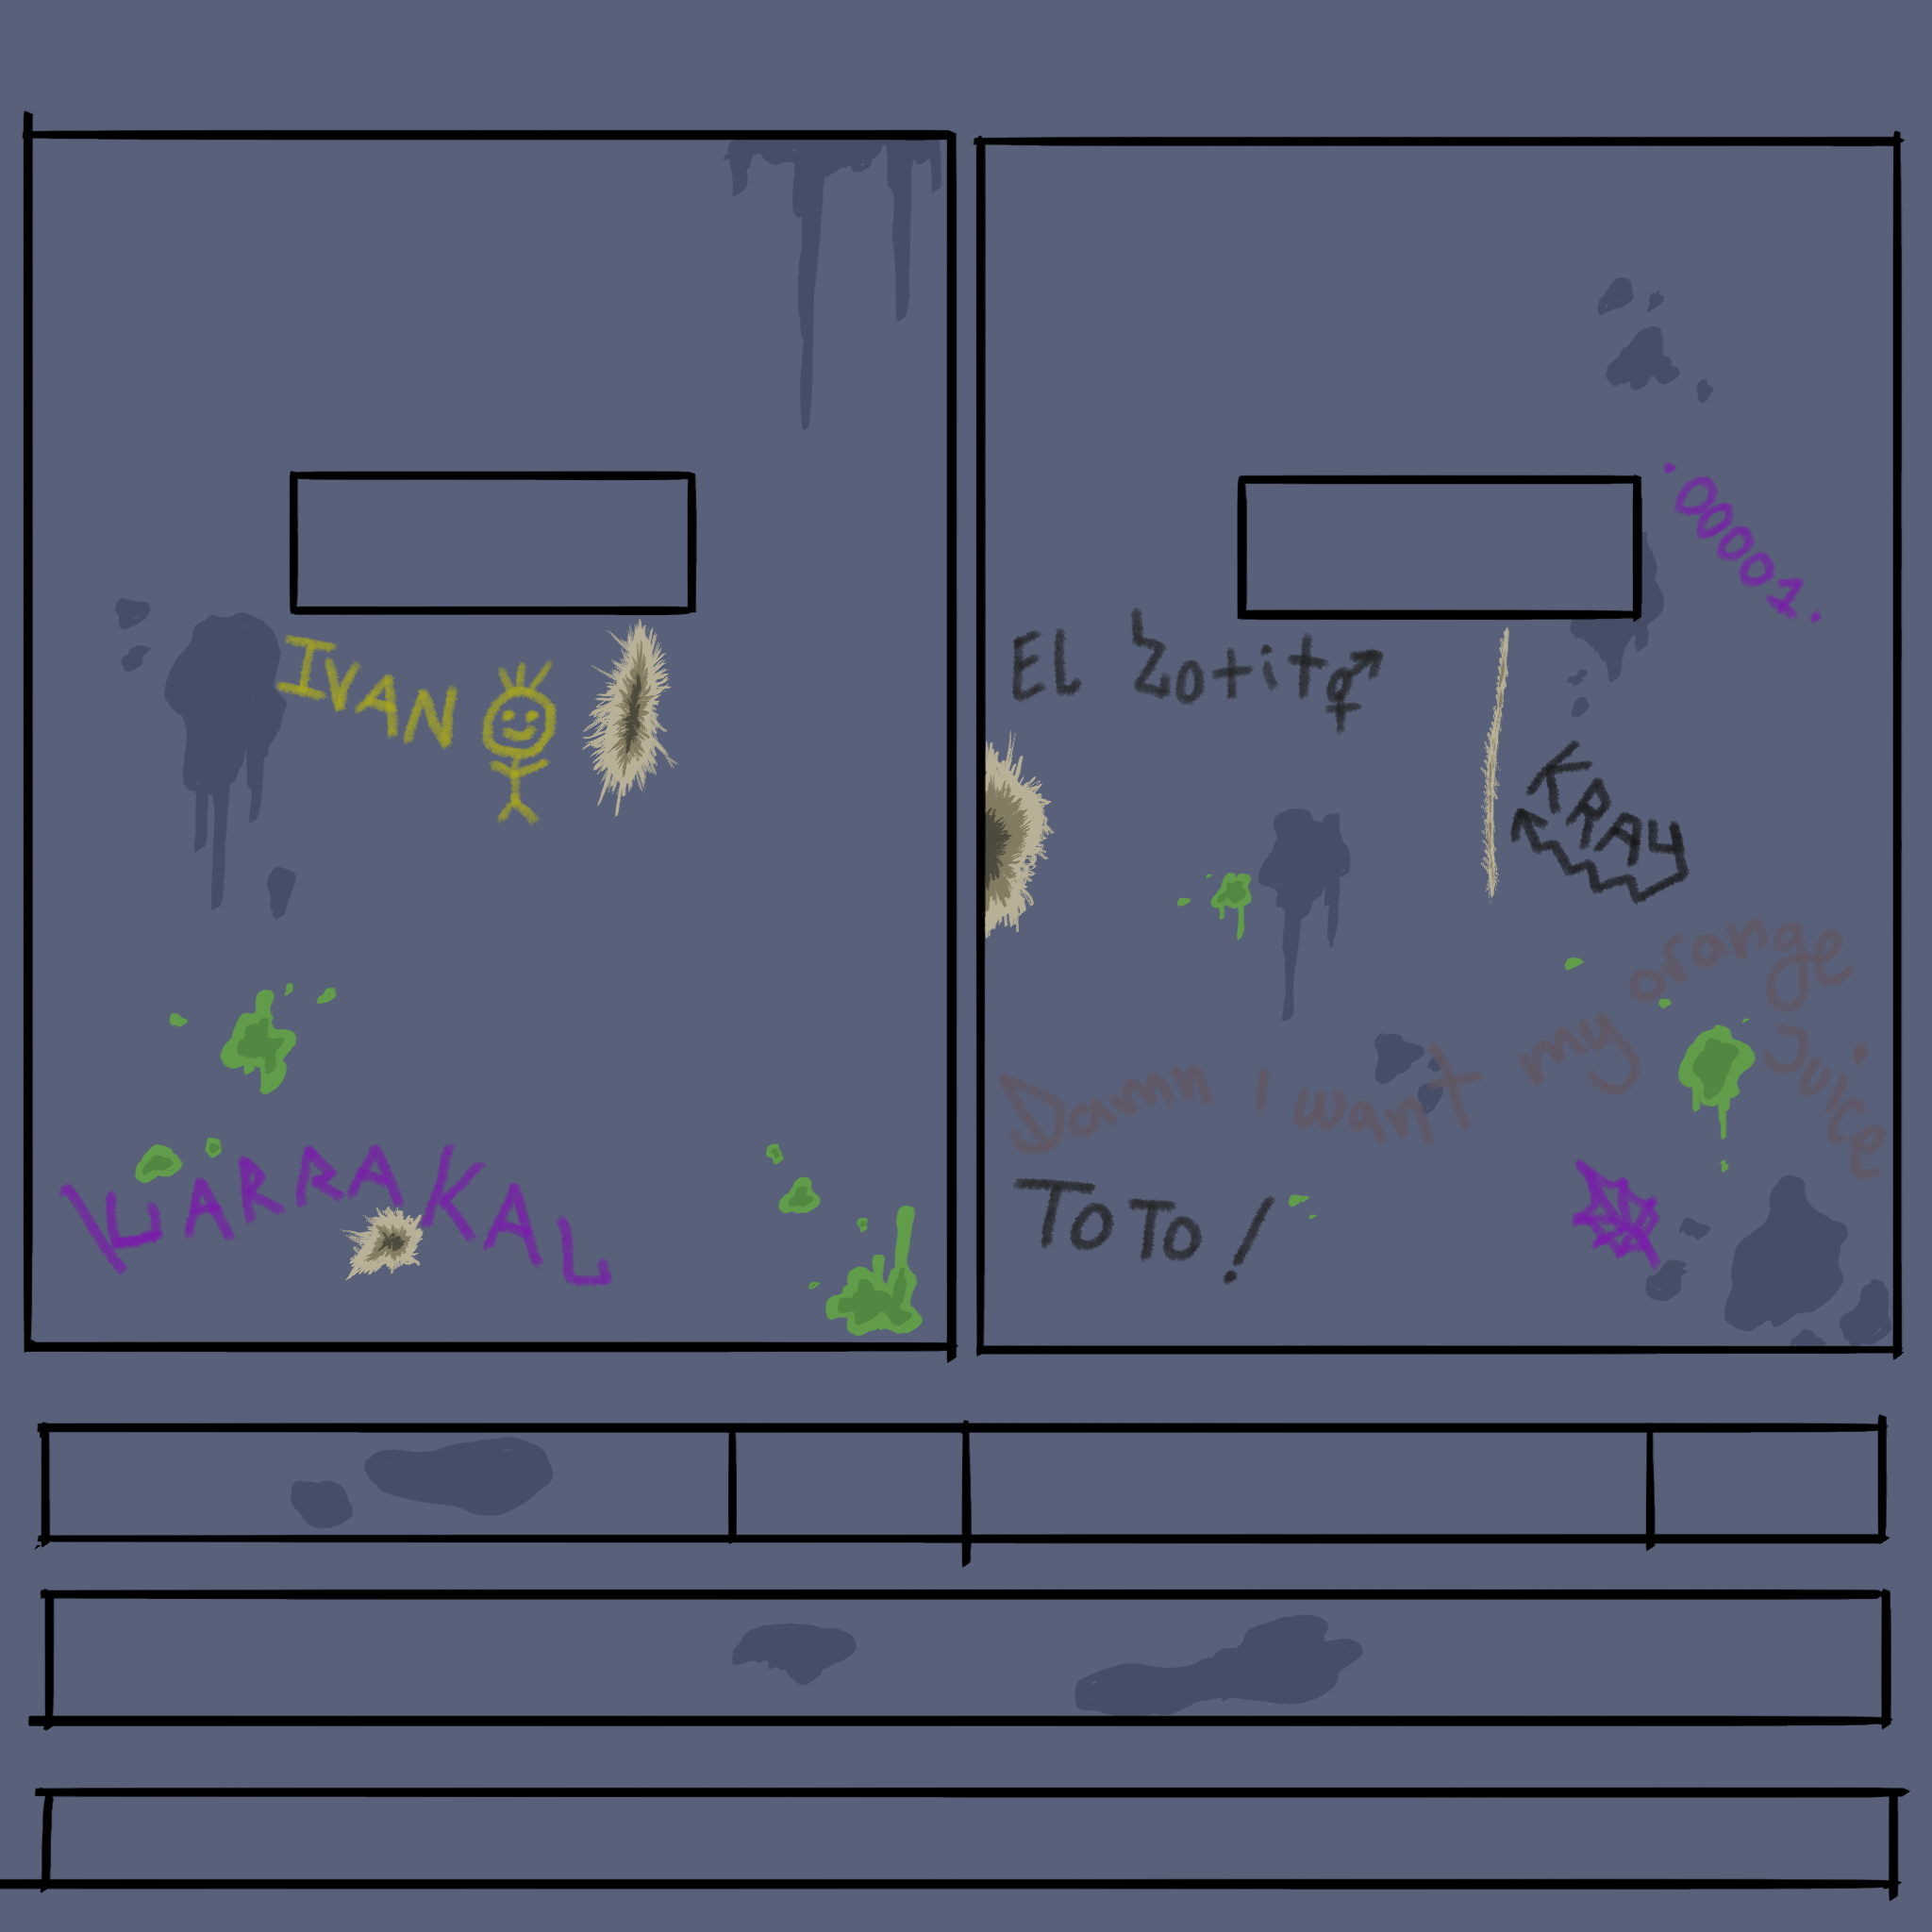 IVAN
KARRAKAL
.00001.
El Zotito
KRAY
Damn I want my orange juice
TOTO!